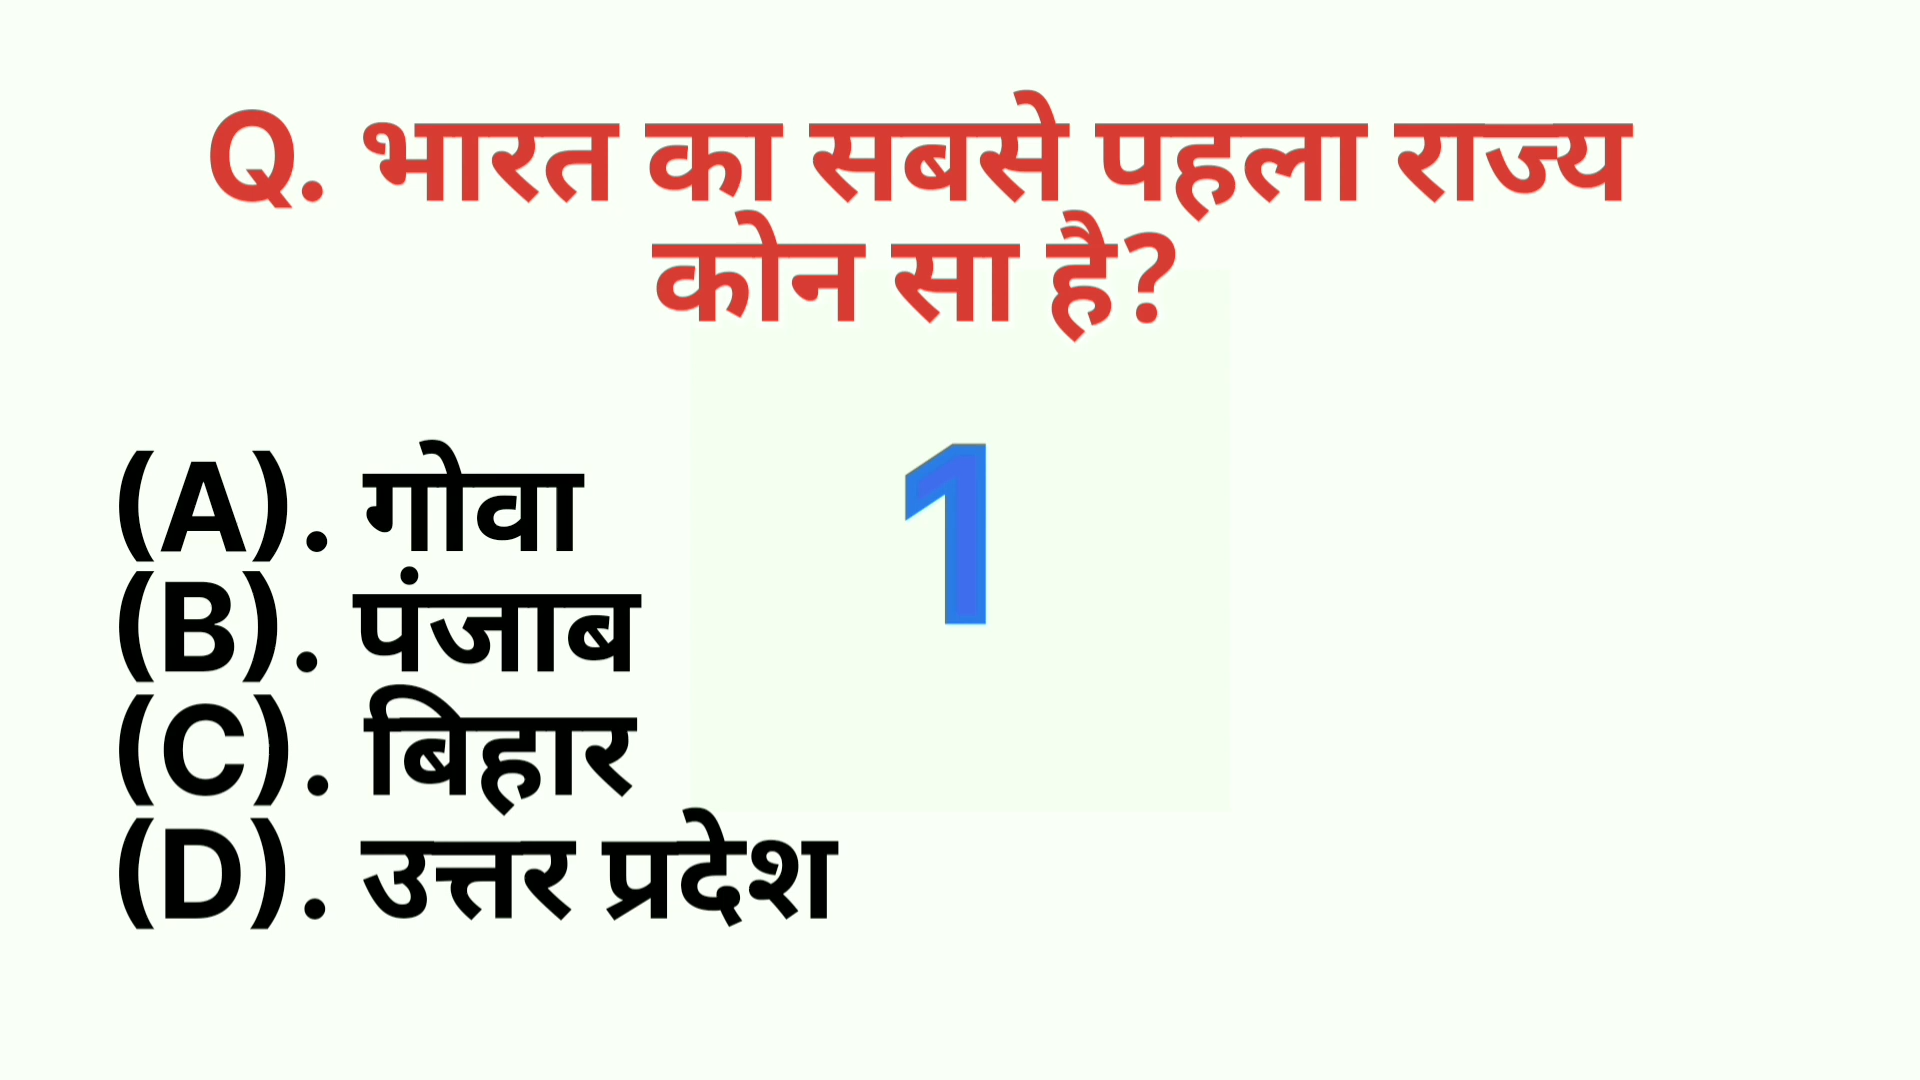 Q. भारत का सबसे पहला राज्य
कोन सा है?
1
(A). गोवा
(B). पंजाब
(C). बिहार
(D). उत्तर प्रदेश